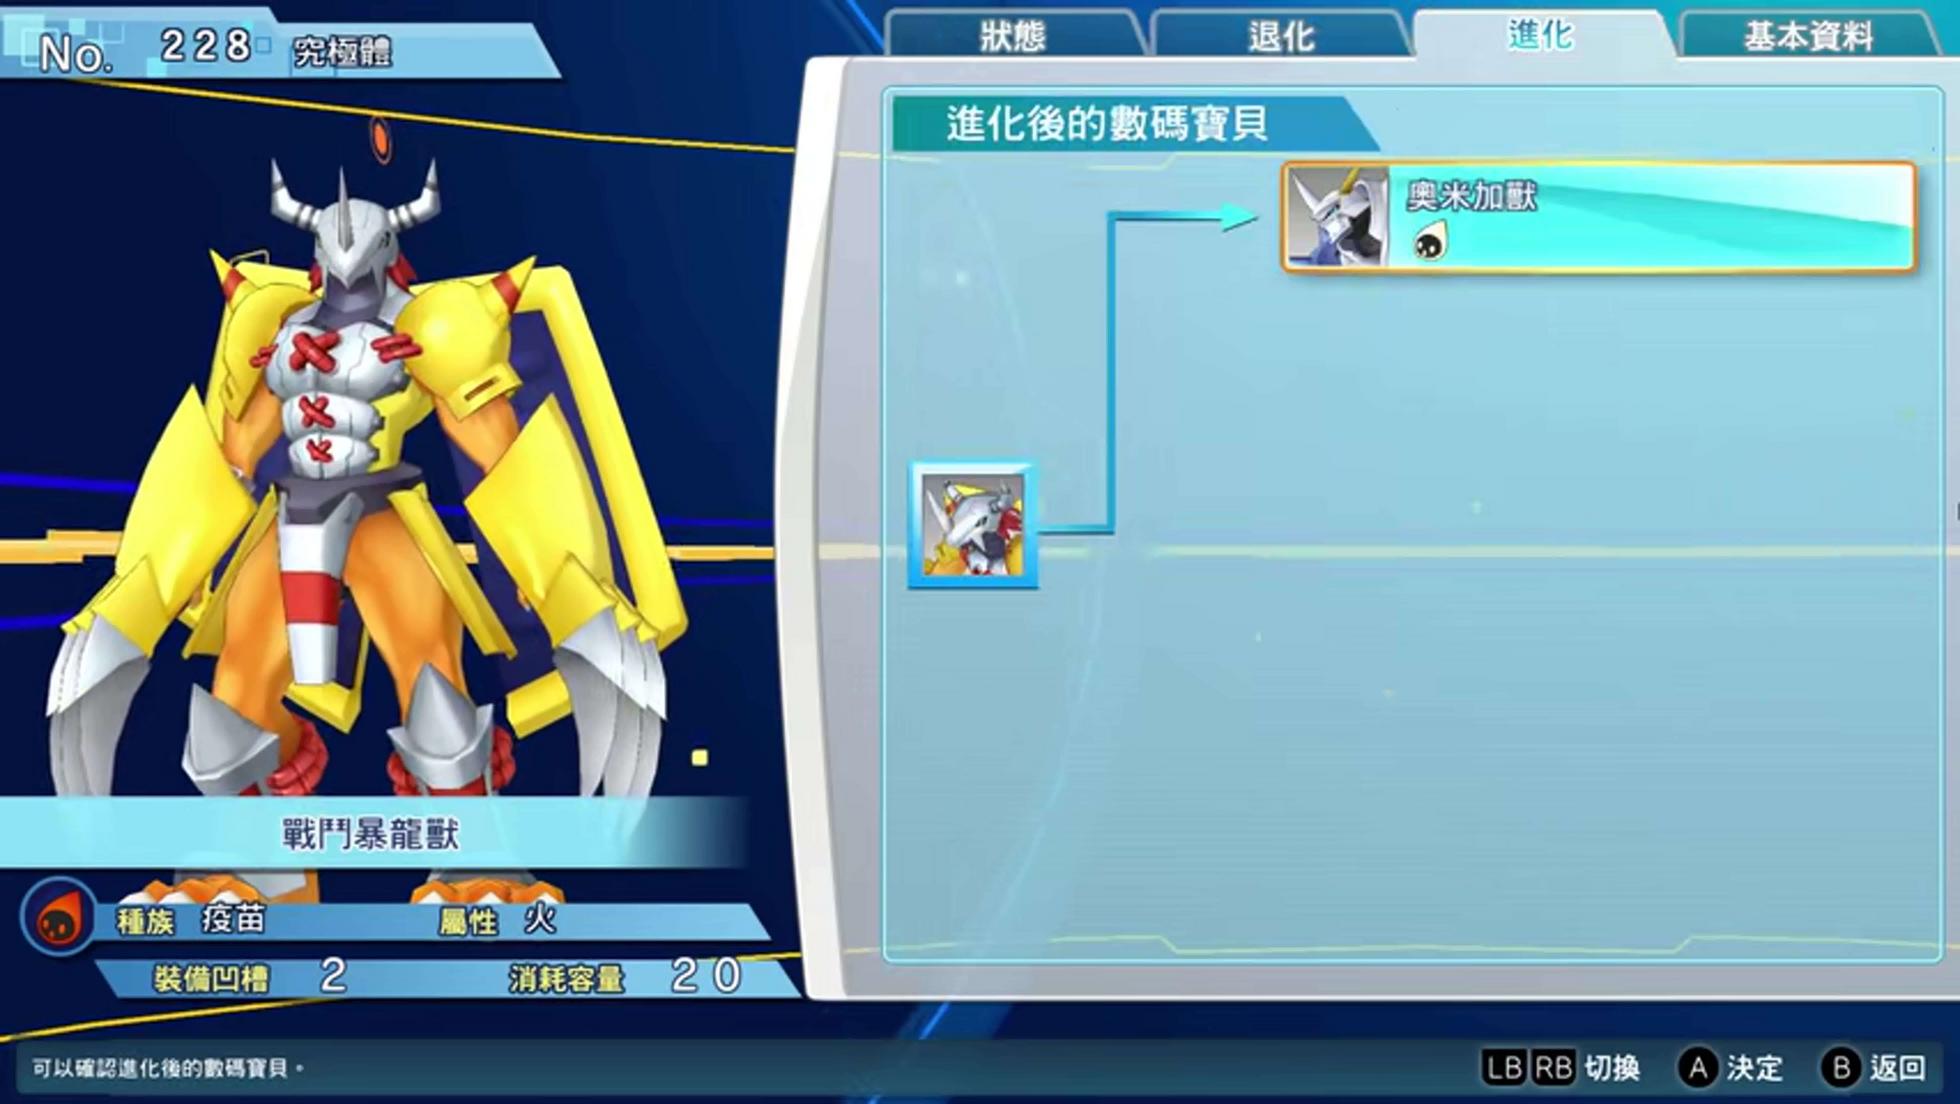 No. 228 究極體
狀態 退化 進化 基本資料
進化後的數碼寶貝
奧米加獸
戰鬥暴龍獸
種族 疫苗 屬性 火
裝備凹槽 2 消耗容量 20
可以確認進化後的數碼寶貝。
LB RB 切換 A 決定 B 返回